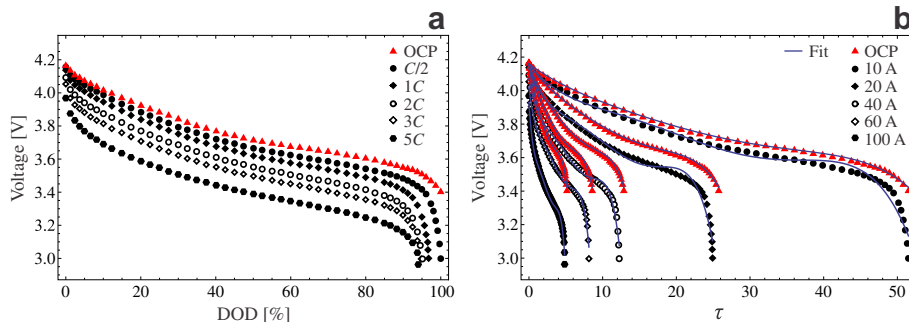 a
OCP
C/2
1C
2C
3C
5C
4.2
4.0
3.8
3.6
3.4
3.2
3.0
Voltage [V]
0
20
40
60
80
100
DOD [%]
b
Fit
OCP
10 A
20 A
40 A
60 A
100 A
4.2
4.0
3.8
3.6
3.4
3.2
3.0
Voltage [V]
0
10
20
30
40
50
τ